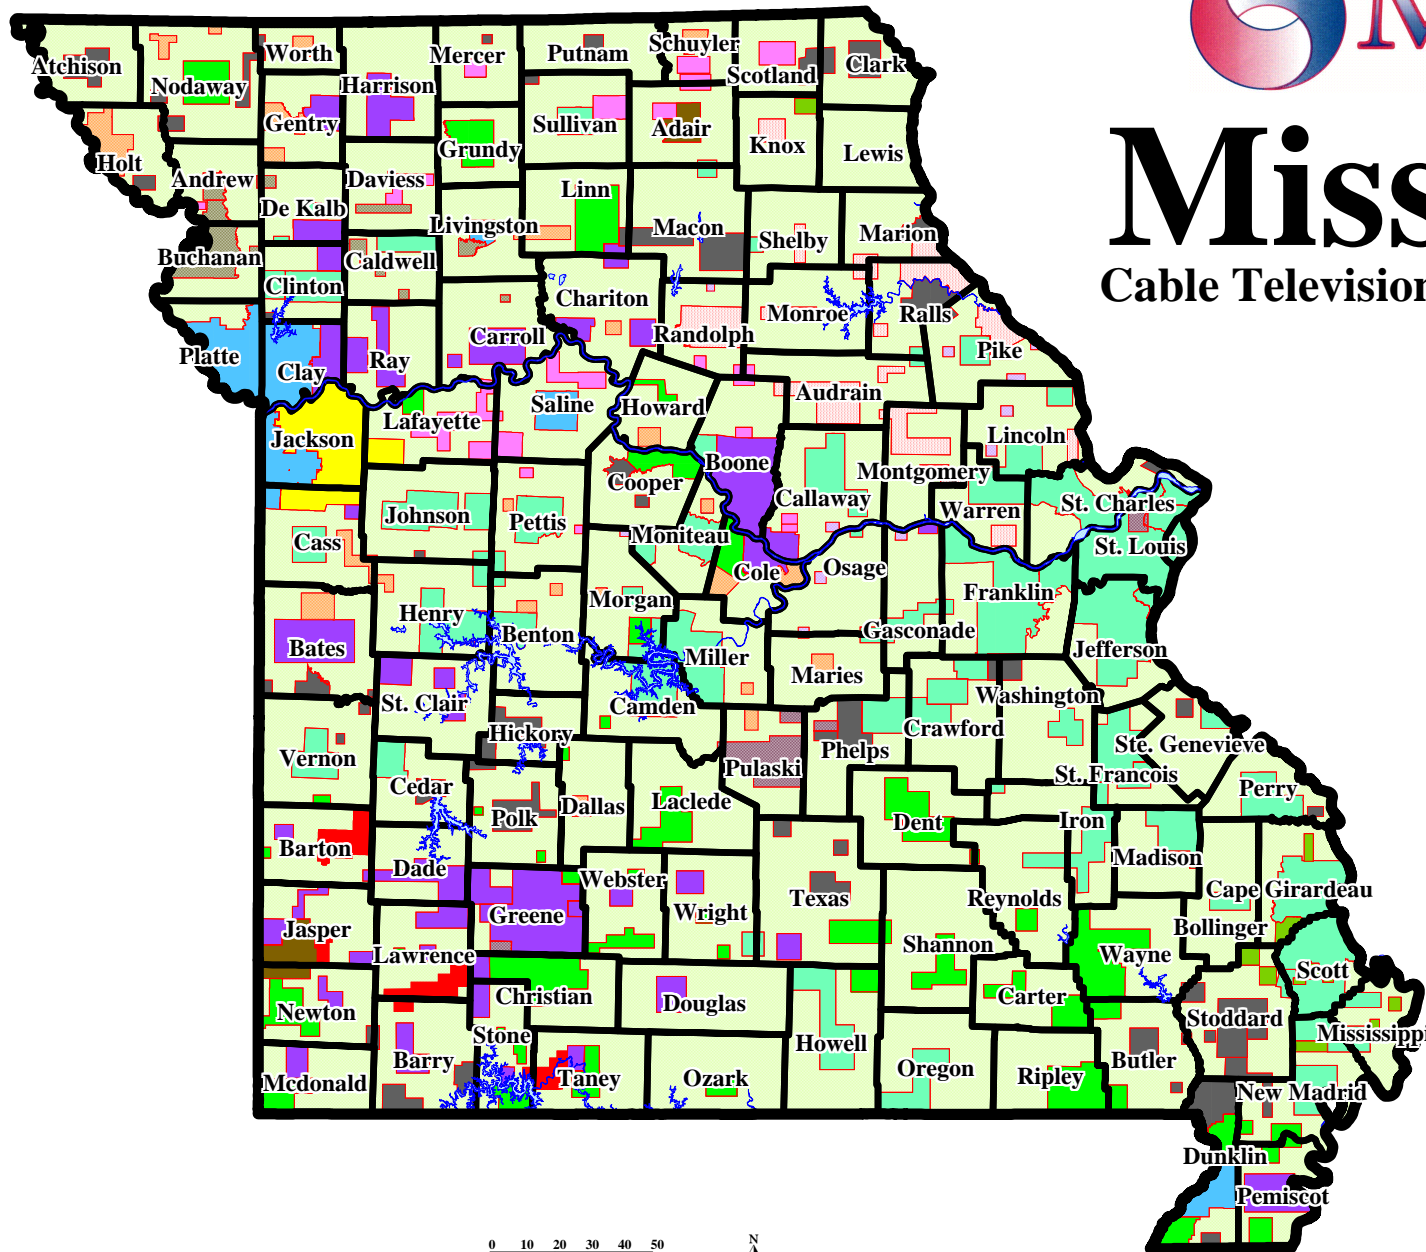 M
Miss
Cable Television
Atchison
Nodaway
Worth
Harrison
Mercer
Putnam
Schuyler
Scotland
Clark
Gentry
Grundy
Sullivan
Adair
Knox
Lewis
Holt
Andrew
De Kalb
Daviess
Livingston
Linn
Macon
Shelby
Marion
Buchanan
Clinton
Caldwell
Chariton
Randolph
Monroe
Ralls
Pike
Platte
Clay
Ray
Carroll
Saline
Howard
Audrain
Jackson
Lafayette
Cooper
Boone
Callaway
Montgomery
Lincoln
Warren
St. Charles
St. Louis
Johnson
Pettis
Moniteau
Cole
Osage
Franklin
Cass
Henry
Benton
Morgan
Miller
Maries
Gasconade
Jefferson
Bates
St. Clair
Hickory
Camden
Pulaski
Phelps
Crawford
Washington
Ste. Genevieve
St. Francois
Perry
Vernon
Cedar
Polk
Dallas
Laclede
Dent
Iron
Madison
Barton
Dade
Greene
Webster
Wright
Texas
Reynolds
Cape Girardeau
Bollinger
Jasper
Lawrence
Shannon
Wayne
Scott
Newton
Christian
Douglas
Carter
Stoddard
Mississippi
Mcdonald
Barry
Stone
Taney
Ozark
Howell
Oregon
Ripley
Butler
New Madrid
Dunklin
Pemiscot
0 10 20 30 40 50
N